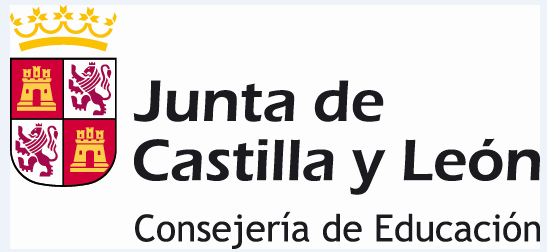 Junta de
Castilla y León
Consejería de Educación